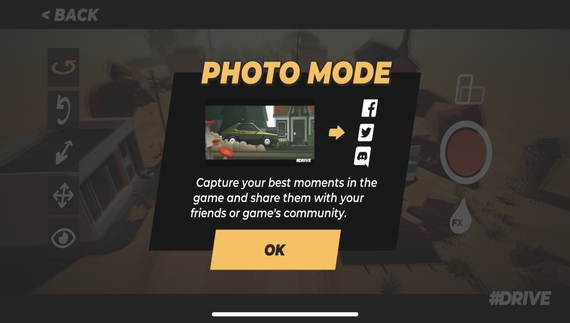 < BACK
PHOTO MODE
#DRIVE
Capture your best moments in the
game and share them with your
friends or game's community.
OK
FX
#DRIVE